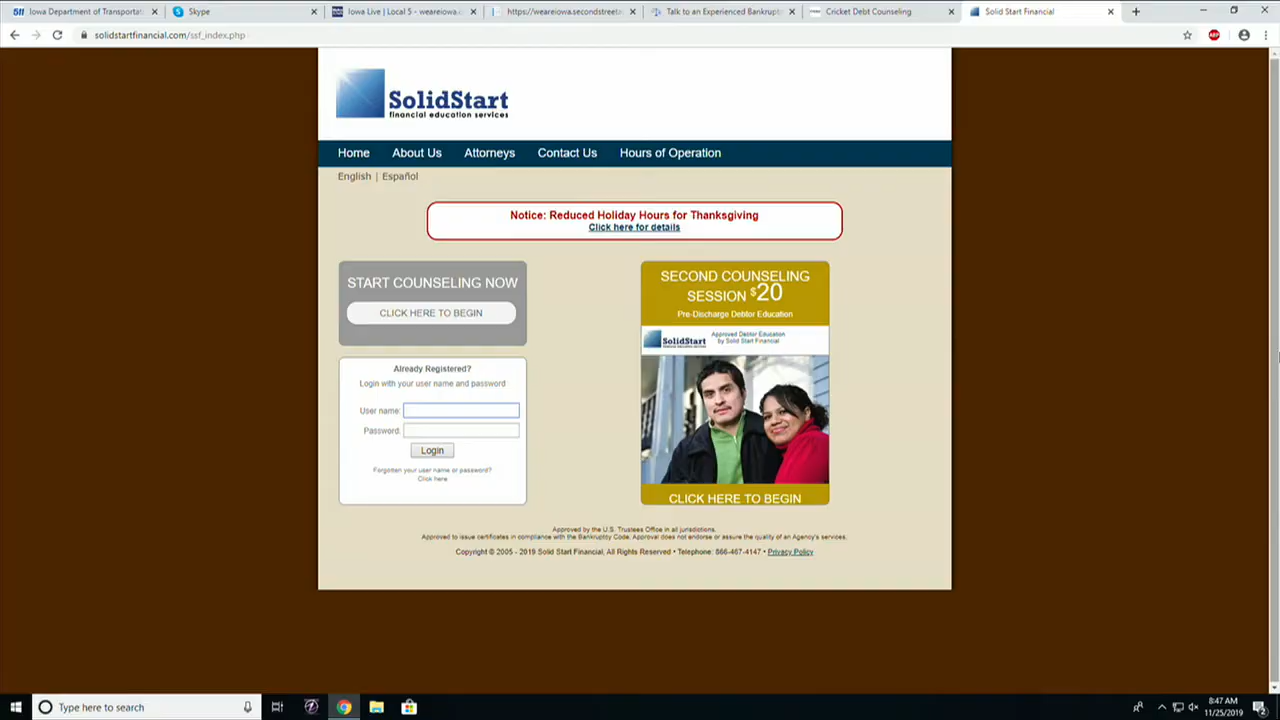 511 Iowa Department of Transportat
Skype
Iowa Live | Local 5 - weareiowa.c
https://weareiowa.secondstreeta
Talk to an Experienced Bankrupt
Cricket Debt Counseling
Solid Start Financial
solidstartfinancial.com/ssf_index.php
ABP
SolidStart
financial education services
Home
About Us
Attorneys
Contact Us
Hours of Operation
English | Español
Notice: Reduced Holiday Hours for Thanksgiving
Click here for details
START COUNSELING NOW
CLICK HERE TO BEGIN
Already Registered?
Login with your user name and password
User name:
Password:
Login
Forgotten your user name or password?
Click here
SECOND COUNSELING
SESSION $20
Pre-Discharge Debtor Education
SolidStart
Approved Debtor Education
by Solid Start Financial
CLICK HERE TO BEGIN
Approved by the U.S. Trustees Office in all jurisdictions.
Approved to issue certificates in compliance with the Bankruptcy Code. Approval does not endorse or assure the quality of an Agency's services.
Copyright © 2005 - 2019 Solid Start Financial, All Rights Reserved • Telephone: 866-467-4147 • Privacy Policy
Type here to search
8:47 AM
11/25/2019
2